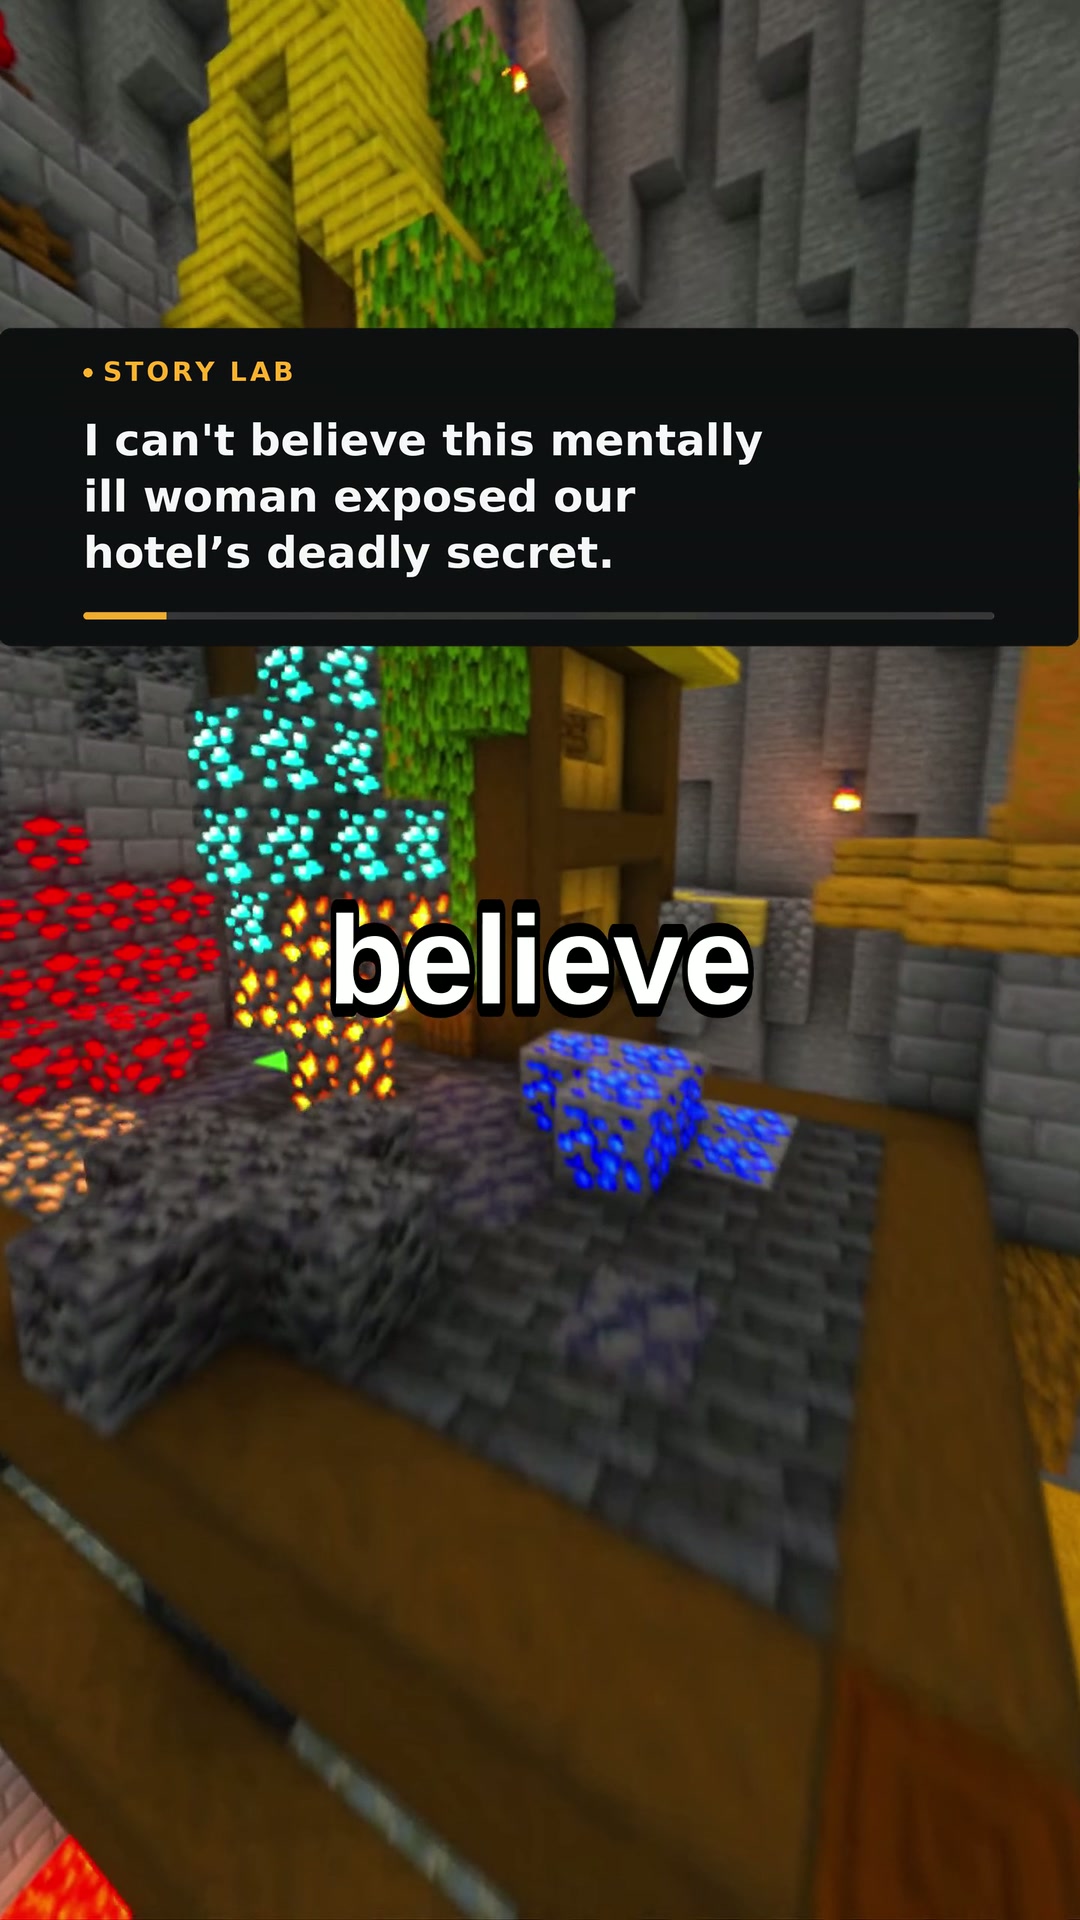 • STORY LAB
I can't believe this mentally
ill woman exposed our
hotel’s deadly secret.
believe